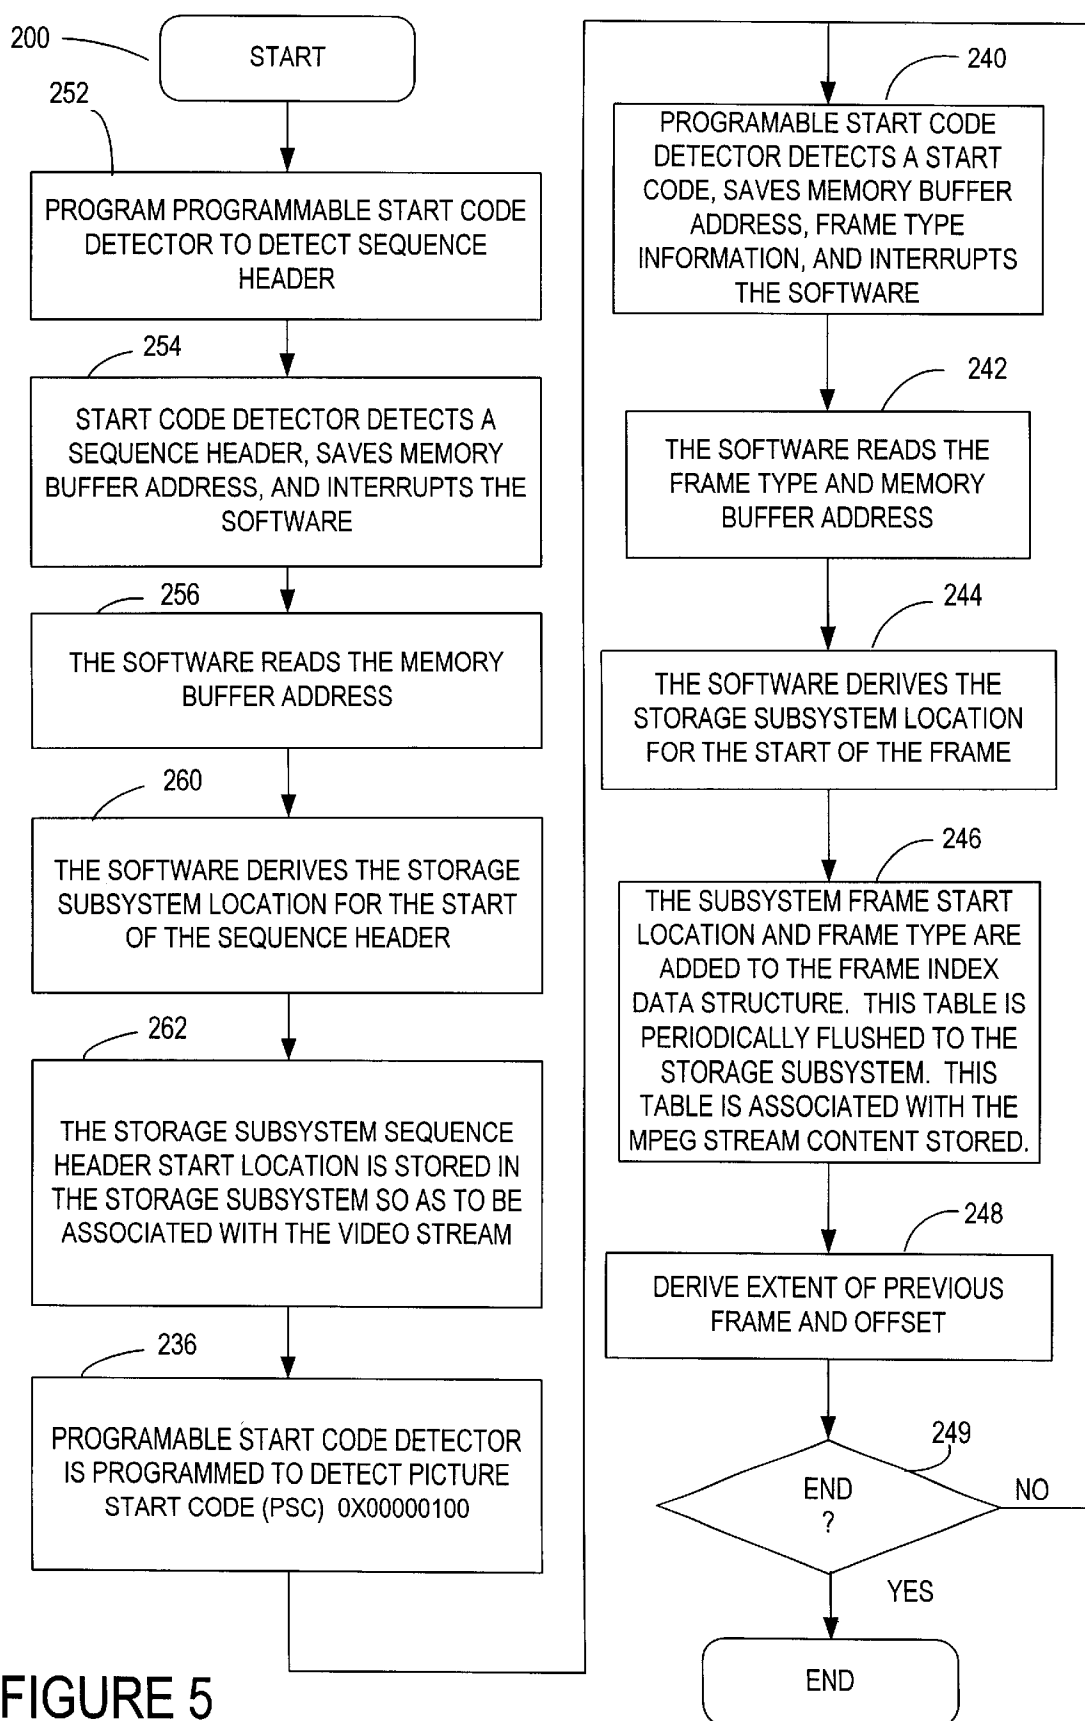 200
START
252
PROGRAM PROGRAMMABLE START CODE
DETECTOR TO DETECT SEQUENCE
HEADER
254
START CODE DETECTOR DETECTS A
SEQUENCE HEADER, SAVES MEMORY
BUFFER ADDRESS, AND INTERRUPTS THE
SOFTWARE
256
THE SOFTWARE READS THE MEMORY
BUFFER ADDRESS
260
THE SOFTWARE DERIVES THE STORAGE
SUBSYSTEM LOCATION FOR THE START
OF THE SEQUENCE HEADER
262
THE STORAGE SUBSYSTEM SEQUENCE
HEADER START LOCATION IS STORED IN
THE STORAGE SUBSYSTEM SO AS TO BE
ASSOCIATED WITH THE VIDEO STREAM
236
PROGRAMABLE START CODE DETECTOR
IS PROGRAMMED TO DETECT PICTURE
START CODE (PSC) 0X00000100
240
PROGRAMABLE START CODE
DETECTOR DETECTS A START
CODE, SAVES MEMORY BUFFER
ADDRESS, FRAME TYPE
INFORMATION, AND INTERRUPTS
THE SOFTWARE
242
THE SOFTWARE READS THE
FRAME TYPE AND MEMORY
BUFFER ADDRESS
244
THE SOFTWARE DERIVES THE
STORAGE SUBSYSTEM LOCATION
FOR THE START OF THE FRAME
246
THE SUBSYSTEM FRAME START
LOCATION AND FRAME TYPE ARE
ADDED TO THE FRAME INDEX
DATA STRUCTURE. THIS TABLE IS
PERIODICALLY FLUSHED TO THE
STORAGE SUBSYSTEM. THIS
TABLE IS ASSOCIATED WITH THE
MPEG STREAM CONTENT STORED.
248
DERIVE EXTENT OF PREVIOUS
FRAME AND OFFSET
249
END
?
NO
YES
END
FIGURE 5